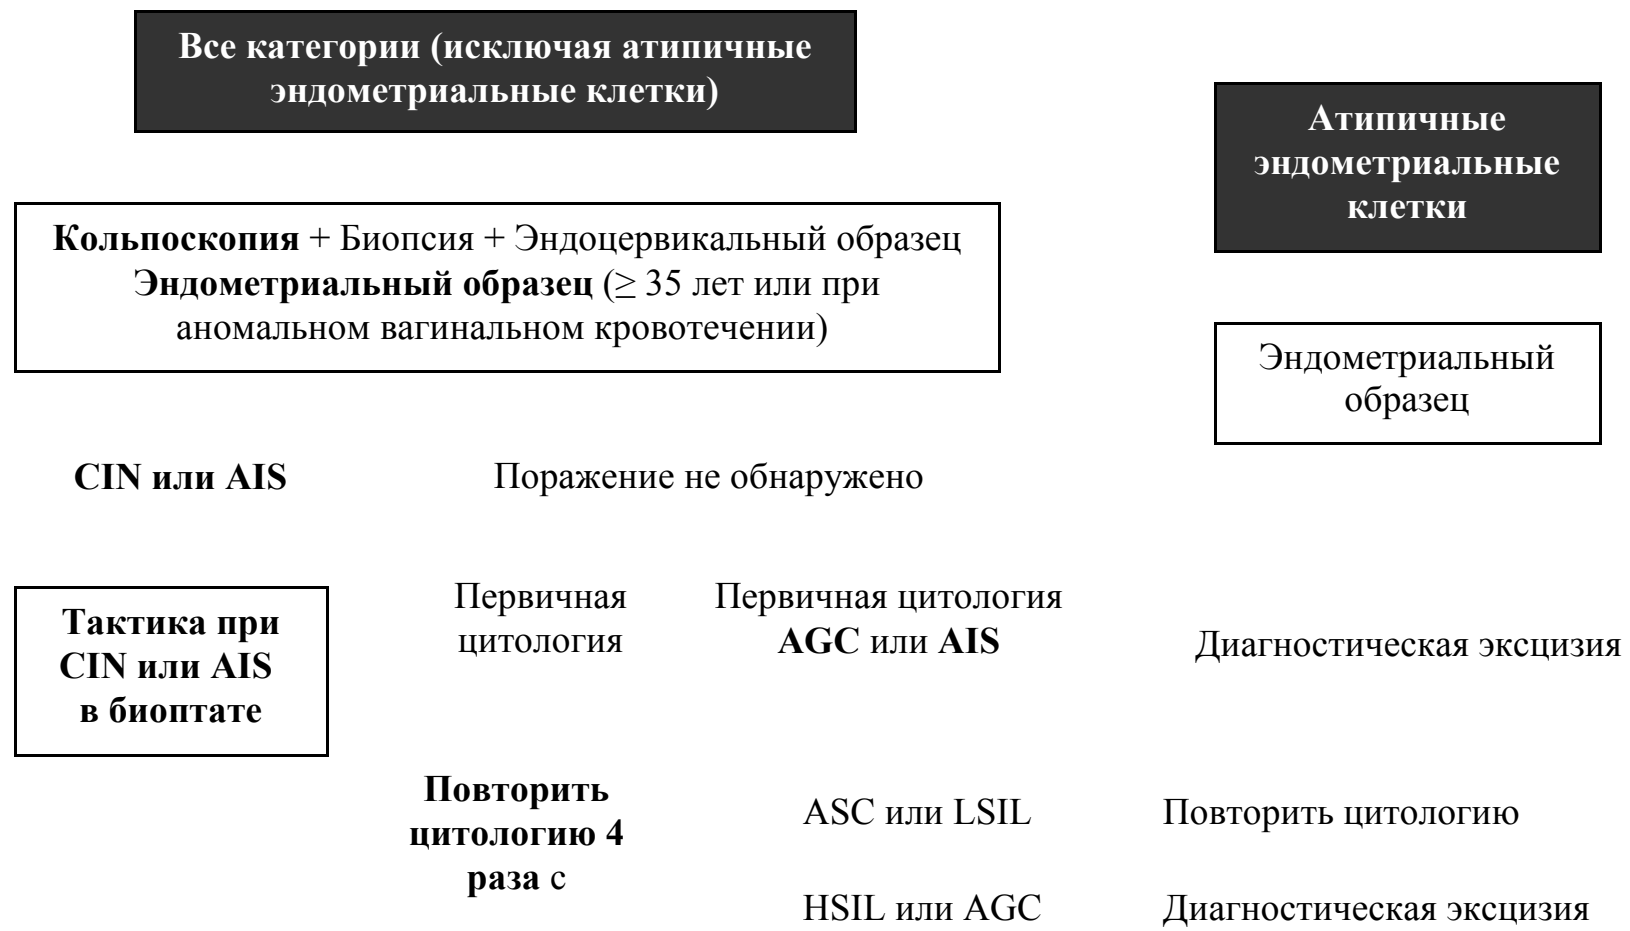 Все категории (исключая атипичные
эндометриальные клетки)
Атипичные
эндометриальные
клетки
Кольпоскопия + Биопсия + Эндоцервикальный образец
Эндометриальный образец (≥ 35 лет или при
аномальном вагинальном кровотечении)
Эндометриальный
образец
CIN или AIS
Поражение не обнаружено
Тактика при
CIN или AIS
в биоптате
Первичная
цитология
Первичная цитология
AGC или AIS
Диагностическая эксцизия
Повторить
цитологию 4
раза с
ASC или LSIL
Повторить цитологию
HSIL или AGC
Диагностическая эксцизия